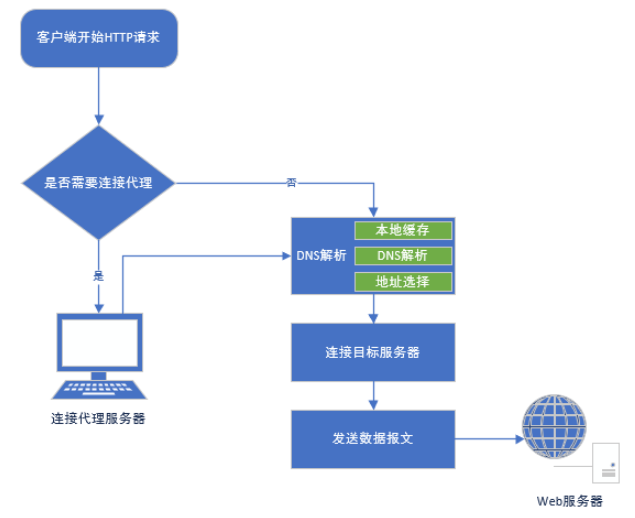 客户端开始HTTP请求
是否需要连接代理
否
是
本地缓存
DNS解析
DNS解析
地址选择
连接目标服务器
连接代理服务器
发送数据报文
Web服务器